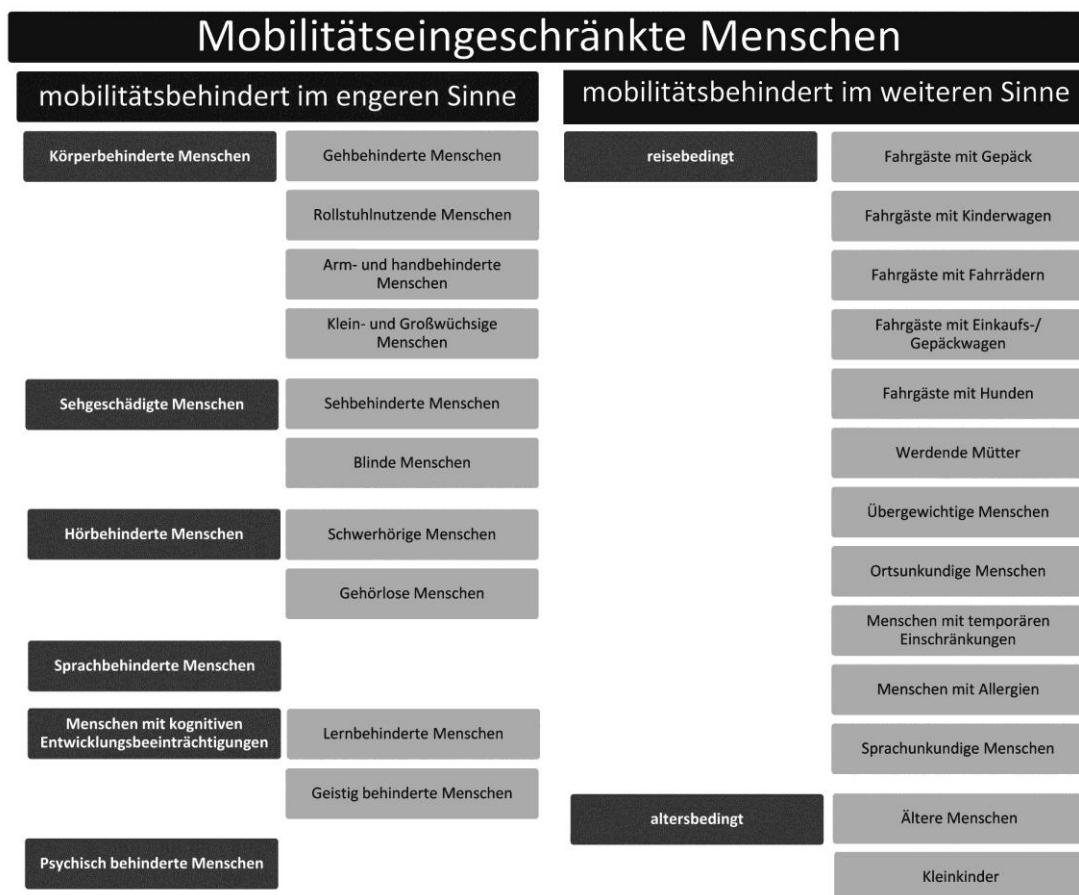 Mobilitätseingeschränkte Menschen
mobilitätsbehindert im engeren Sinne
Körperbehinderte Menschen
Gehbehinderte Menschen
Rollstuhlnutzende Menschen
Arm- und handbehinderte
Menschen
Klein- und Großwüchsige
Menschen
Sehgeschädigte Menschen
Sehbehinderte Menschen
Blinde Menschen
Hörbehinderte Menschen
Schwerhörige Menschen
Gehörlose Menschen
Sprachbehinderte Menschen
Menschen mit kognitiven
Entwicklungsbeeinträchtigungen
Lernbehinderte Menschen
Geistig behinderte Menschen
Psychisch behinderte Menschen
mobilitätsbehindert im weiteren Sinne
reisebedingt
Fahrgäste mit Gepäck
Fahrgäste mit Kinderwagen
Fahrgäste mit Fahrrädern
Fahrgäste mit Einkaufs-/
Gepäckwagen
Fahrgäste mit Hunden
Werdende Mütter
Übergewichtige Menschen
Ortsunkundige Menschen
Menschen mit temporären
Einschränkungen
Menschen mit Allergien
Sprachunkundige Menschen
altersbedingt
Ältere Menschen
Kleinkinder